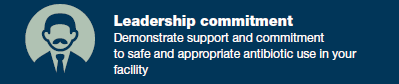 Leadership commitment
Demonstrate support and commitment
to safe and appropriate antibiotic use in your
facility